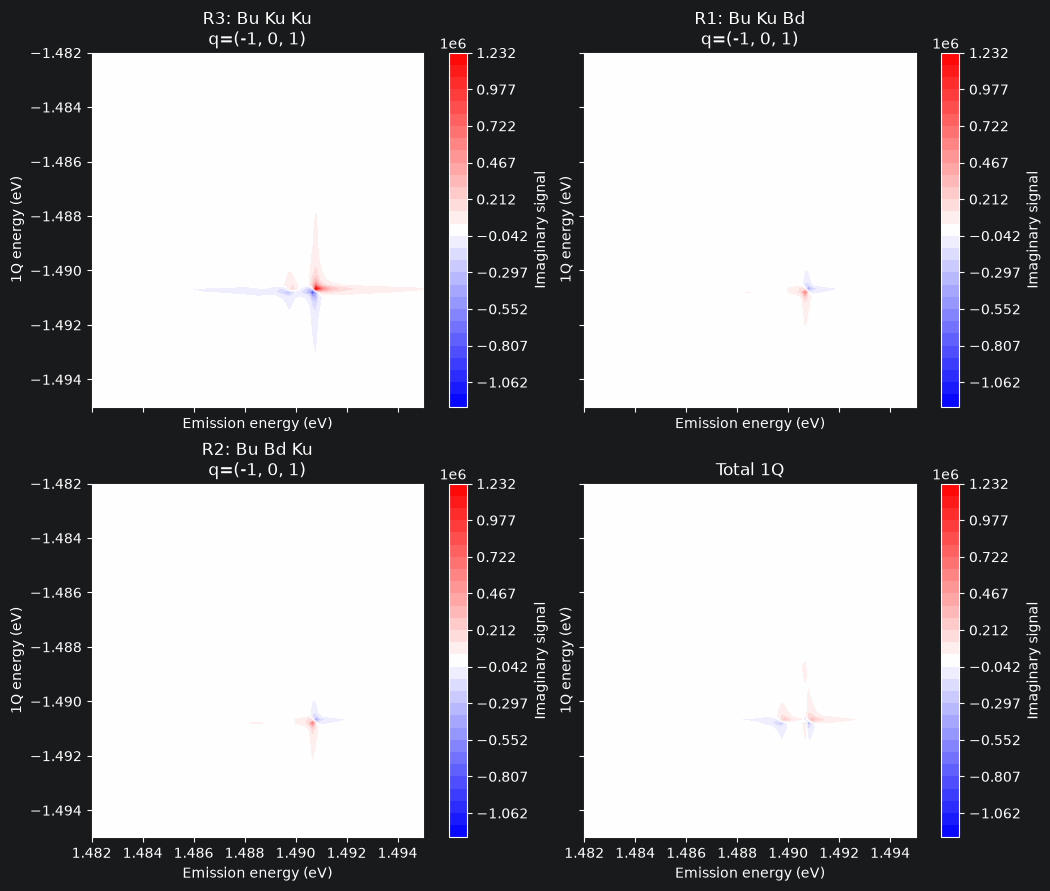 R3: Bu Ku Ku
q=(-1, 0, 1)
1e6
−1.482
−1.484
−1.486
−1.488
−1.490
−1.492
−1.494
1Q energy (eV)
Emission energy (eV)
1.232
0.977
0.722
0.467
0.212
−0.042
−0.297
−0.552
−0.807
−1.062
Imaginary signal
R1: Bu Ku Bd
q=(-1, 0, 1)
1e6
1Q energy (eV)
Emission energy (eV)
1.232
0.977
0.722
0.467
0.212
−0.042
−0.297
−0.552
−0.807
−1.062
Imaginary signal
R2: Bu Bd Ku
q=(-1, 0, 1)
1e6
−1.482
−1.484
−1.486
−1.488
−1.490
−1.492
−1.494
1Q energy (eV)
1.482 1.484 1.486 1.488 1.490 1.492 1.494
Emission energy (eV)
1.232
0.977
0.722
0.467
0.212
−0.042
−0.297
−0.552
−0.807
−1.062
Imaginary signal
Total 1Q
1e6
1Q energy (eV)
1.482 1.484 1.486 1.488 1.490 1.492 1.494
Emission energy (eV)
1.232
0.977
0.722
0.467
0.212
−0.042
−0.297
−0.552
−0.807
−1.062
Imaginary signal